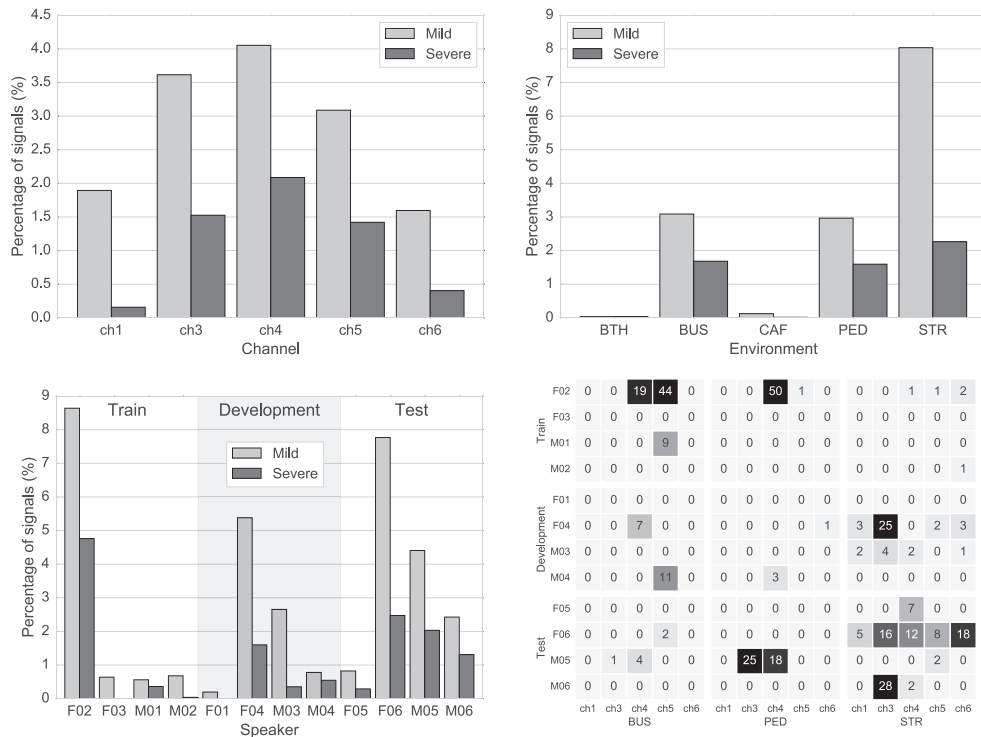 4.5
4.0
3.5
3.0
2.5
2.0
1.5
1.0
0.5
0.0
Percentage of signals (%)
Mild
Severe
ch1 ch3 ch4 ch5 ch6
Channel
9
8
7
6
5
4
3
2
1
0
Percentage of signals (%)
Mild
Severe
BTH BUS CAF PED STR
Environment
9
8
7
6
5
4
3
2
1
0
Percentage of signals (%)
Train Development Test
Mild
Severe
F02 F03 M01 M02 F01 F04 M03 M04 F05 F06 M05 M06
Speaker
Train
F02 0 0 19 44 0 0 0 50 1 0 0 0 1 1 2
F03 0 0 0 0 0 0 0 0 0 0 0 0 0 0 0
M01 0 0 0 9 0 0 0 0 0 0 0 0 0 0 0
M02 0 0 0 0 0 0 0 0 0 0 0 0 0 0 1
Development
F01 0 0 0 0 0 0 0 0 0 0 0 0 0 0 0
F04 0 0 7 0 0 0 0 0 0 1 3 25 0 2 3
M03 0 0 0 0 0 0 0 0 0 0 2 4 2 0 1
M04 0 0 0 11 0 0 0 3 0 0 0 0 0 0 0
Test
F05 0 0 0 0 0 0 0 0 0 0 0 0 7 0 0
F06 0 0 0 2 0 0 0 0 0 0 5 16 12 8 18
M05 0 1 4 0 0 0 25 18 0 0 0 0 0 2 0
M06 0 0 0 0 0 0 0 0 0 0 0 28 2 0 0
ch1 ch3 ch4 ch5 ch6 ch1 ch3 ch4 ch5 ch6 ch1 ch3 ch4 ch5 ch6
BUS PED STR